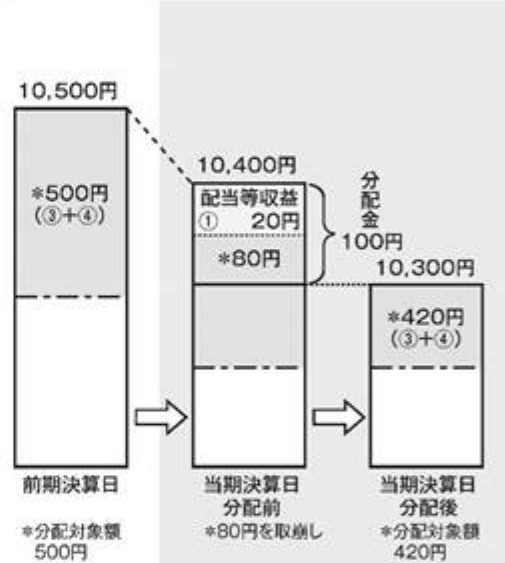 10,500円
*500円
(③+④)
10,400円
配当等収益
① 20円
*80円
分配金
100円
10,300円
*420円
(③+④)
前期決算日
*分配対象額
500円
当期決算日
分配前
*80円を取崩し
当期決算日
分配後
*分配対象額
420円